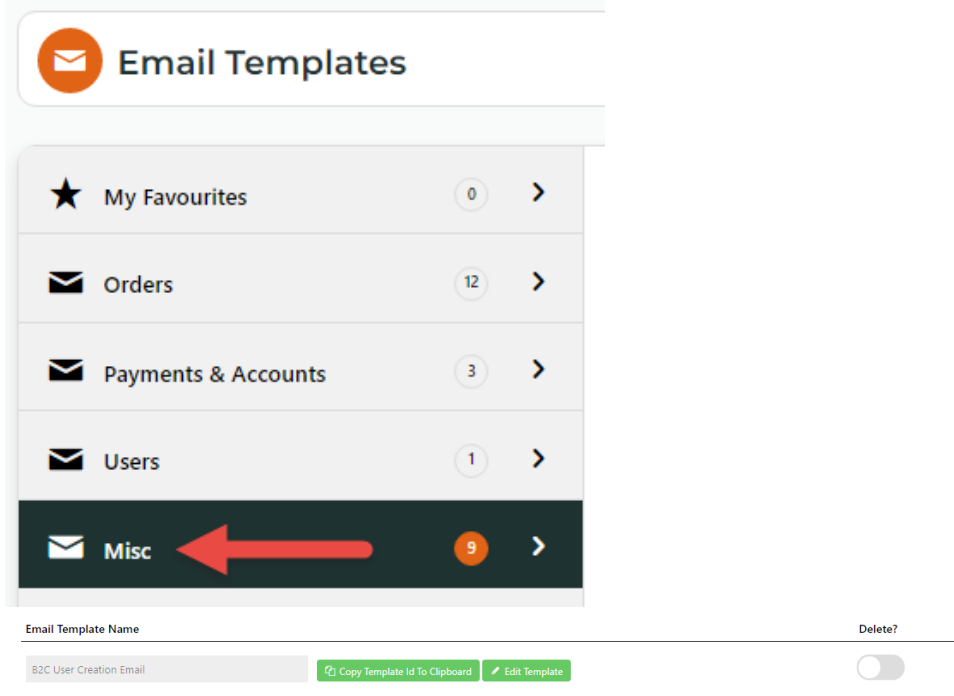 Email Templates
My Favourites 0
Orders 12
Payments & Accounts 3
Users 1
Misc 9
Email Template Name Delete?
B2C User Creation Email Copy Template Id To Clipboard Edit Template